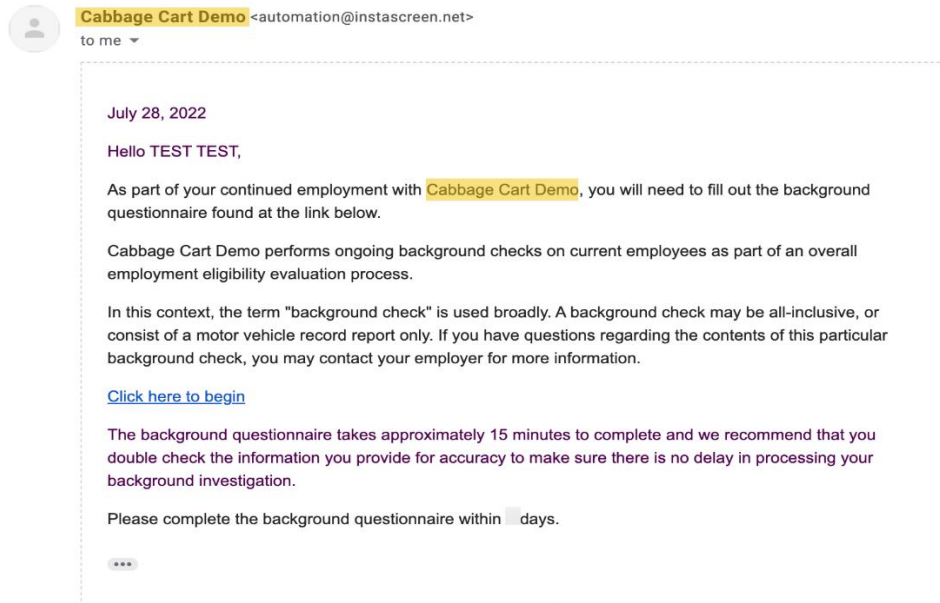 Cabbage Cart Demo <automation@instascreen.net>
to me
July 28, 2022
Hello TEST TEST,
As part of your continued employment with Cabbage Cart Demo, you will need to fill out the background
questionnaire found at the link below.
Cabbage Cart Demo performs ongoing background checks on current employees as part of an overall
employment eligibility evaluation process.
In this context, the term "background check" is used broadly. A background check may be all-inclusive, or
consist of a motor vehicle record report only. If you have questions regarding the contents of this particular
background check, you may contact your employer for more information.
Click here to begin
The background questionnaire takes approximately 15 minutes to complete and we recommend that you
double check the information you provide for accuracy to make sure there is no delay in processing your
background investigation.
Please complete the background questionnaire within days.